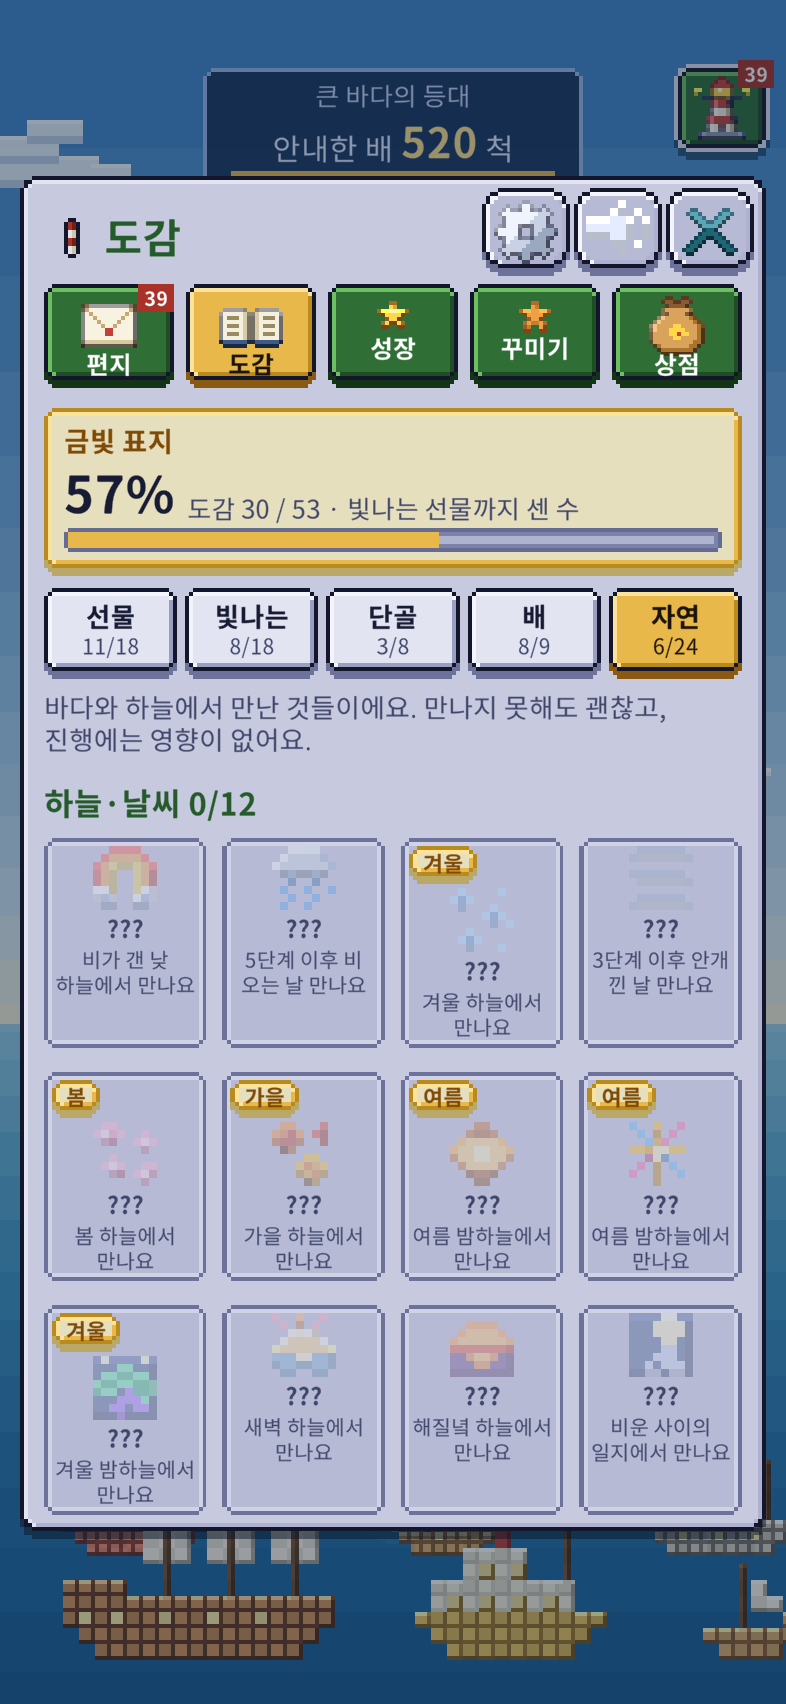 큰 바다의 등대
안내한 배 520 척
39
도감
편지
39
도감
성장
꾸미기
상점
금빛 표지
57% 도감 30 / 53 · 빛나는 선물까지 센 수
선물
11/18
빛나는
8/18
단골
3/8
배
8/9
자연
6/24
바다와 하늘에서 만난 것들이에요. 만나지 못해도 괜찮고,
진행에는 영향이 없어요.
하늘·날씨 0/12
???
비가 갠 낮
하늘에서 만나요
???
5단계 이후 비
오는 날 만나요
겨울
???
겨울 하늘에서
만나요
???
3단계 이후 안개
낀 날 만나요
봄
???
봄 하늘에서
만나요
가을
???
가을 하늘에서
만나요
여름
???
여름 밤하늘에서
만나요
여름
???
여름 밤하늘에서
만나요
겨울
???
겨울 밤하늘에서
만나요
???
새벽 하늘에서
만나요
???
해질녘 하늘에서
만나요
???
비운 사이의
일지에서 만나요